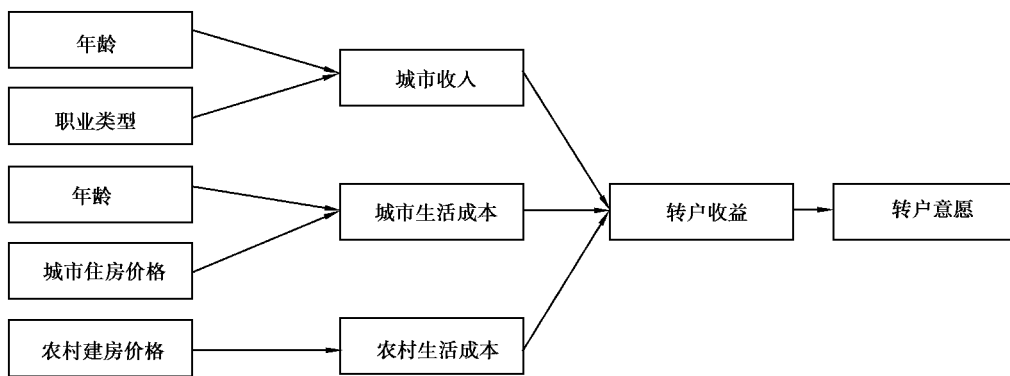 年龄
职业类型
年龄
城市住房价格
农村建房价格
城市收入
城市生活成本
农村生活成本
转户收益
转户意愿